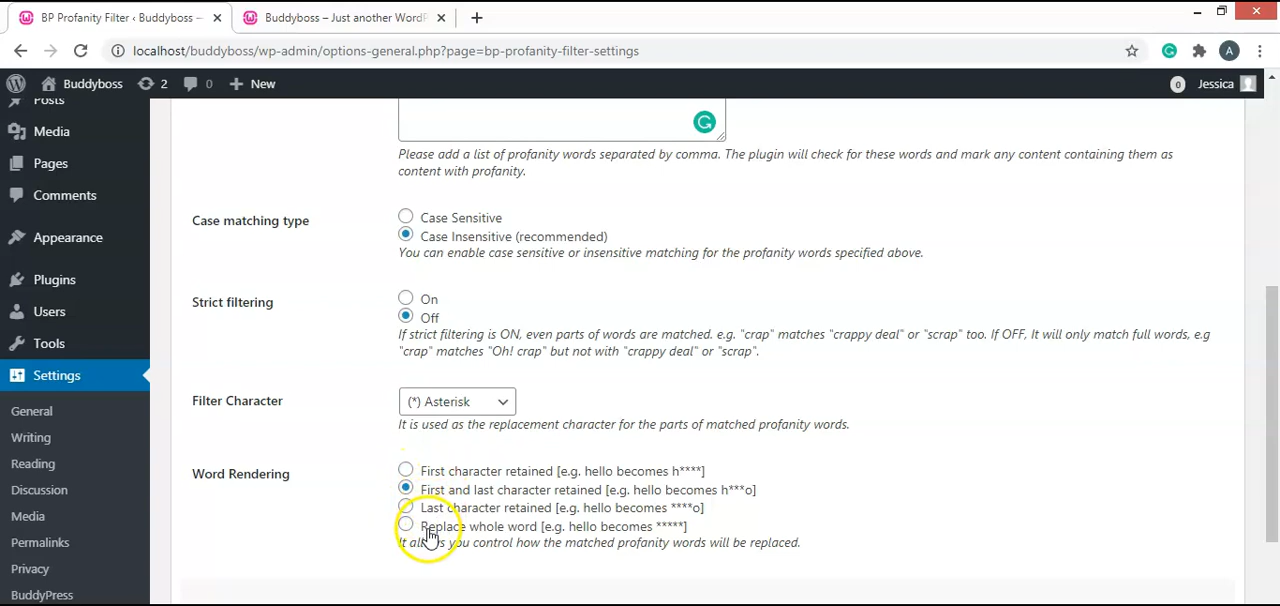 BP Profanity Filter ‹ Buddyboss —
Buddyboss – Just another WordP
localhost/buddyboss/wp-admin/options-general.php?page=bp-profanity-filter-settings
A
Buddyboss
2
0
New
0
Jessica
Posts
Media
Pages
Comments
Appearance
Plugins
Users
Tools
Settings
General
Writing
Reading
Discussion
Media
Permalinks
Privacy
BuddyPress
Please add a list of profanity words separated by comma. The plugin will check for these words and mark any content containing them as
content with profanity.
Case matching type
Case Sensitive
Case Insensitive (recommended)
You can enable case sensitive or insensitive matching for the profanity words specified above.
Strict filtering
On
Off
If strict filtering is ON, even parts of words are matched. e.g. "crap" matches "crappy deal" or "scrap" too. If OFF, It will only match full words, e.g
"crap" matches "Oh! crap" but not with "crappy deal" or "scrap".
Filter Character
(*) Asterisk
It is used as the replacement character for the parts of matched profanity words.
Word Rendering
First character retained [e.g. hello becomes h****]
First and last character retained [e.g. hello becomes h***o]
Last character retained [e.g. hello becomes ****o]
Replace whole word [e.g. hello becomes *****]
It allows you control how the matched profanity words will be replaced.